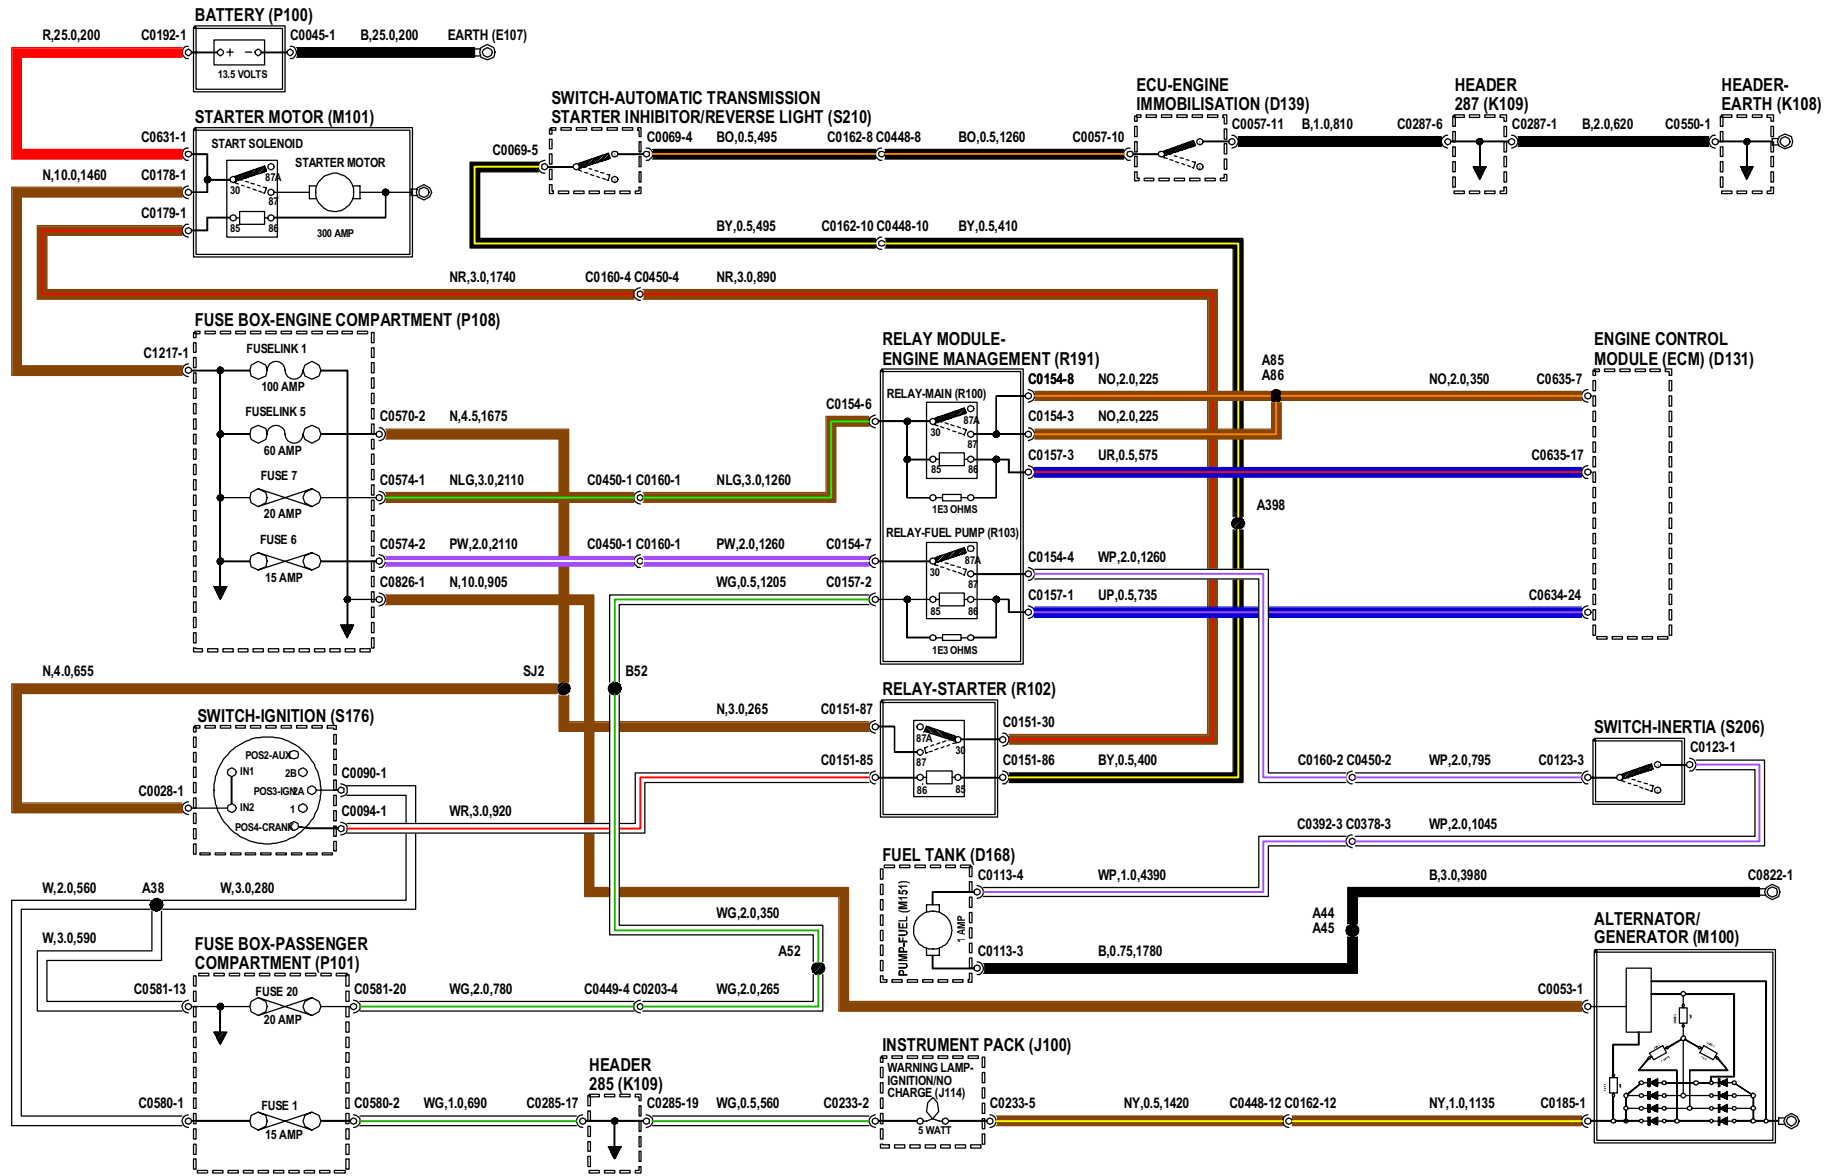 BATTERY (P100)
R,25.0,200
C0192-1
C0045-1
B,25.0,200
EARTH (E107)
+ -
13.5 VOLTS
STARTER MOTOR (M101)
C0631-1
START SOLENOID
STARTER MOTOR
N,10.0,1460
C0178-1
30
87A
87
C0179-1
85
86
300 AMP
SWITCH-AUTOMATIC TRANSMISSION
STARTER INHIBITOR/REVERSE LIGHT (S210)
C0069-5
C0069-4
BO,0.5,495
C0162-8 C0448-8
BO,0.5,1260
C0057-10
ECU-ENGINE
IMMOBILISATION (D139)
C0057-11
B,1.0,810
C0287-6
HEADER
287 (K109)
C0287-1
B,2.0,620
C0550-1
HEADER-
EARTH (K108)
BY,0.5,495
C0162-10 C0448-10
BY,0.5,410
NR,3.0,1740
C0160-4 C0450-4
NR,3.0,890
FUSE BOX-ENGINE COMPARTMENT (P108)
C1217-1
FUSELINK 1
100 AMP
FUSELINK 5
60 AMP
C0570-2
N,4.5,1675
FUSE 7
20 AMP
C0574-1
NLG,3.0,2110
C0450-1 C0160-1
NLG,3.0,1260
FUSE 6
15 AMP
C0574-2
PW,2.0,2110
C0450-1 C0160-1
PW,2.0,1260
C0826-1
N,10.0,905
WG,0.5,1205
RELAY MODULE-
ENGINE MANAGEMENT (R191)
C0154-6
RELAY-MAIN (R100)
87A
30
87
85
86
1E3 OHMS
C0154-8
NO,2.0,225
C0154-3
NO,2.0,225
A85
A86
NO,2.0,350
C0635-7
C0157-3
UR,0.5,575
C0635-17
ENGINE CONTROL
MODULE (ECM) (D131)
A398
RELAY-FUEL PUMP (R103)
C0154-7
87A
30
87
C0157-2
85
86
1E3 OHMS
C0154-4
WP,2.0,1260
C0157-1
UP,0.5,735
C0634-24
N,4.0,655
SJ2
B52
SWITCH-IGNITION (S176)
C0028-1
POS2-AUX
IN1
2B
POS3-IGN
2A
IN2
1
POS4-CRANK
C0090-1
C0094-1
WR,3.0,920
N,3.0,265
C0151-87
RELAY-STARTER (R102)
87A
30
87
86
85
C0151-30
C0151-85
C0151-86
BY,0.5,400
SWITCH-INERTIA (S206)
C0160-2 C0450-2
WP,2.0,795
C0123-3
C0123-1
C0392-3 C0378-3
WP,2.0,1045
W,2.0,560
A38
W,3.0,280
W,3.0,590
FUEL TANK (D168)
PUMP-FUEL (M151)
1 AMP
C0113-4
WP,1.0,4390
C0113-3
B,0.75,1780
A44
A45
B,3.0,3980
C0822-1
WG,2.0,350
A52
FUSE BOX-PASSENGER
COMPARTMENT (P101)
C0581-13
FUSE 20
20 AMP
C0581-20
WG,2.0,780
C0449-4 C0203-4
WG,2.0,265
C0580-1
FUSE 1
15 AMP
C0580-2
WG,1.0,690
C0285-17
HEADER
285 (K109)
C0285-19
WG,0.5,560
C0233-2
INSTRUMENT PACK (J100)
WARNING LAMP-
IGNITION/NO
CHARGE (J114)
5 WATT
C0233-5
NY,0.5,1420
C0448-12 C0162-12
NY,1.0,1135
C0185-1
ALTERNATOR/
GENERATOR (M100)
C0053-1